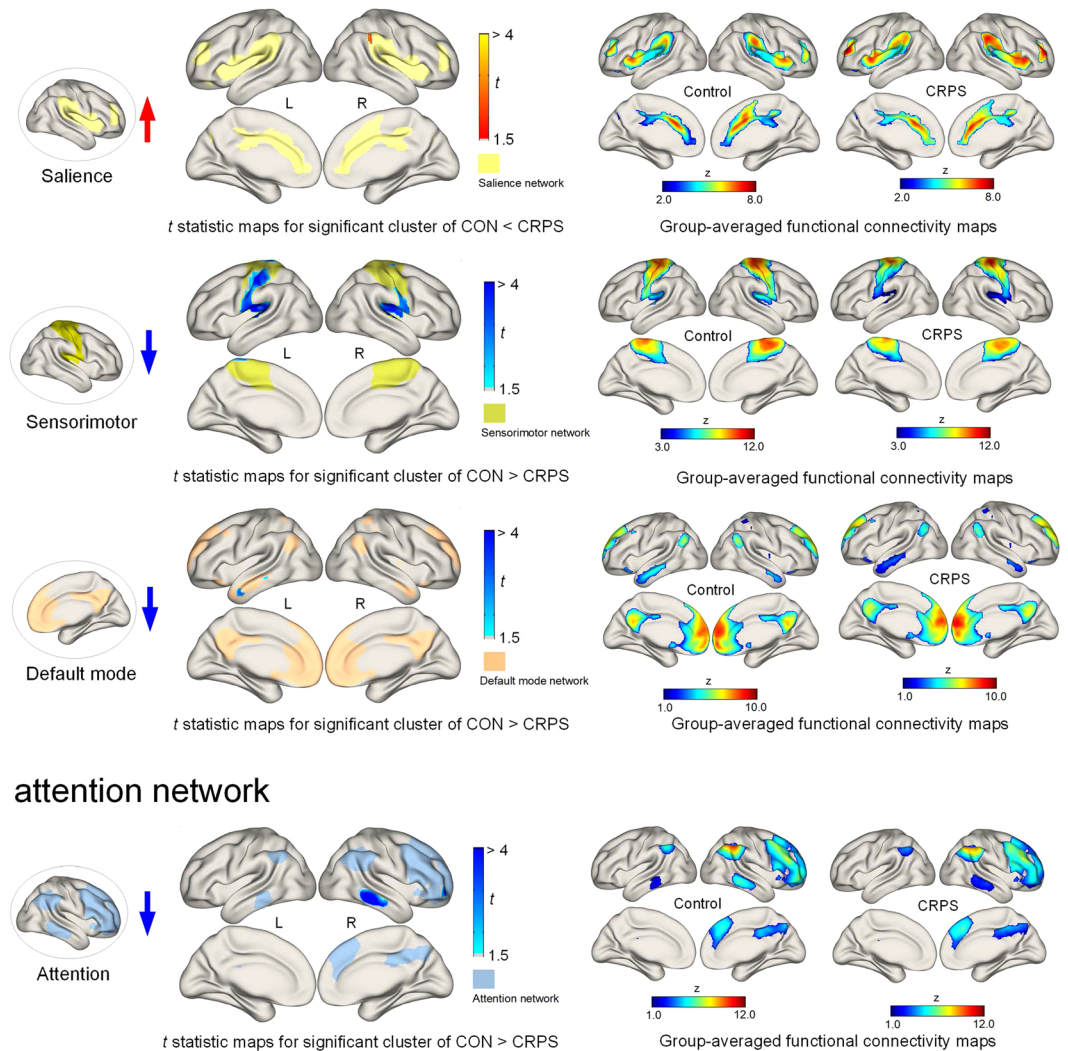 > 4
t
1.5
L R
Salience
Salience network
t statistic maps for significant cluster of CON < CRPS
Control
CRPS
z
2.0 8.0
z
2.0 8.0
Group-averaged functional connectivity maps
> 4
t
1.5
L R
Sensorimotor
Sensorimotor network
t statistic maps for significant cluster of CON > CRPS
Control
CRPS
z
3.0 12.0
z
3.0 12.0
Group-averaged functional connectivity maps
> 4
t
1.5
L R
Default mode
Default mode network
t statistic maps for significant cluster of CON > CRPS
Control
CRPS
z
1.0 10.0
z
1.0 10.0
Group-averaged functional connectivity maps
attention network
> 4
t
1.5
L R
Attention
Attention network
t statistic maps for significant cluster of CON > CRPS
Control
CRPS
z
1.0 12.0
z
1.0 12.0
Group-averaged functional connectivity maps